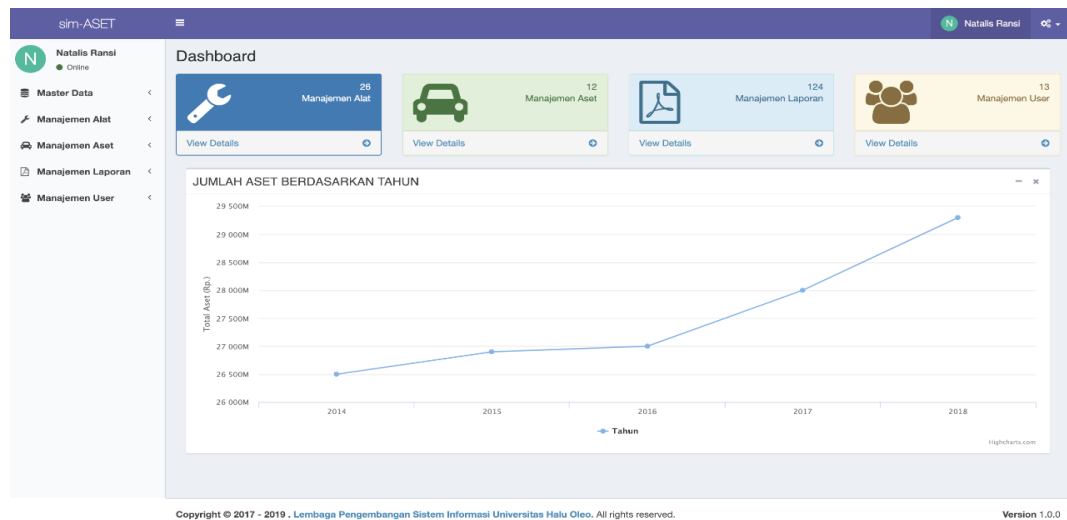 sim-ASET
N Natalis Ransi
N Natalis Ransi
Online
Master Data
Manajemen Alat
Manajemen Aset
Manajemen Laporan
Manajemen User
Dashboard
26
Manajemen Alat
View Details
12
Manajemen Aset
View Details
124
Manajemen Laporan
View Details
13
Manajemen User
View Details
JUMLAH ASET BERDASARKAN TAHUN
Total Aset (Rp.)
29 500M
29 000M
28 500M
28 000M
27 500M
27 000M
26 500M
26 000M
2014 2015 2016 2017 2018
Tahun
Highcharts.com
Copyright © 2017 - 2019 . Lembaga Pengembangan Sistem Informasi Universitas Halu Oleo. All rights reserved.
Version 1.0.0